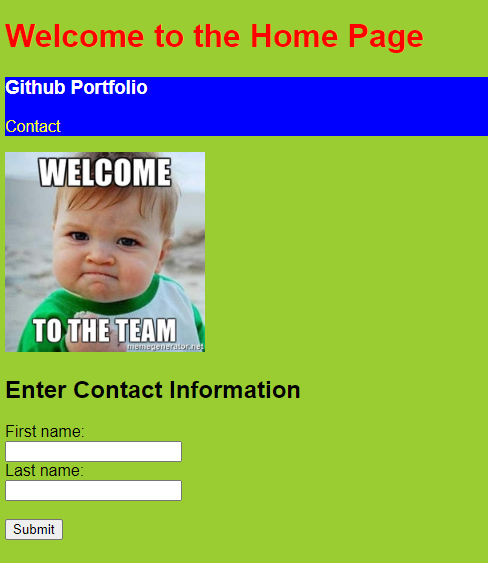 Welcome to the Home Page
Github Portfolio
Contact
WELCOME
TO THE TEAM
memegenerator.net
Enter Contact Information
First name:
Last name:
Submit